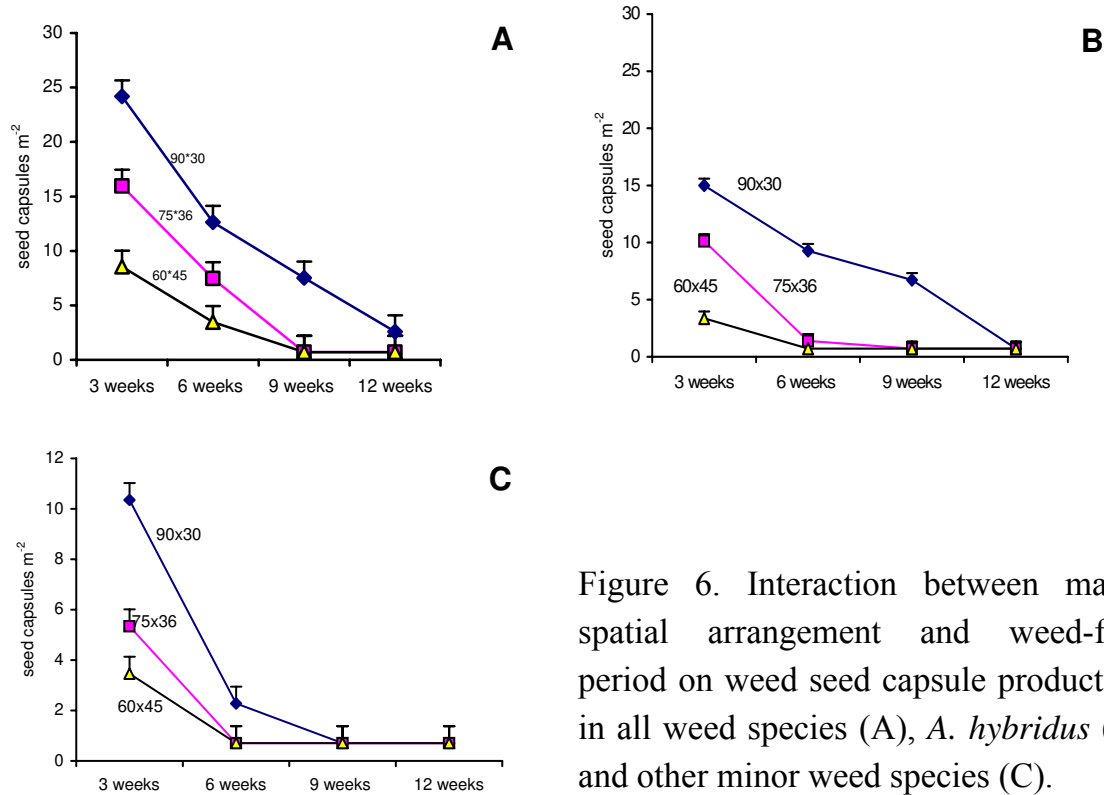 A
30
25
20
15
10
5
0
seed capsules m-2
90*30
75*36
60*45
3 weeks 6 weeks 9 weeks 12 weeks
B
30
25
20
15
10
5
0
seed capsules m-2
90x30
60x45 75x36
3 weeks 6 weeks 9 weeks 12 weeks
C
12
10
8
6
4
2
0
seed capsules m-2
90x30
75x36
60x45
3 weeks 6 weeks 9 weeks 12 weeks
Figure 6. Interaction between ma
spatial arrangement and weed-f
period on weed seed capsule product
in all weed species (A), A. hybridus (
and other minor weed species (C).